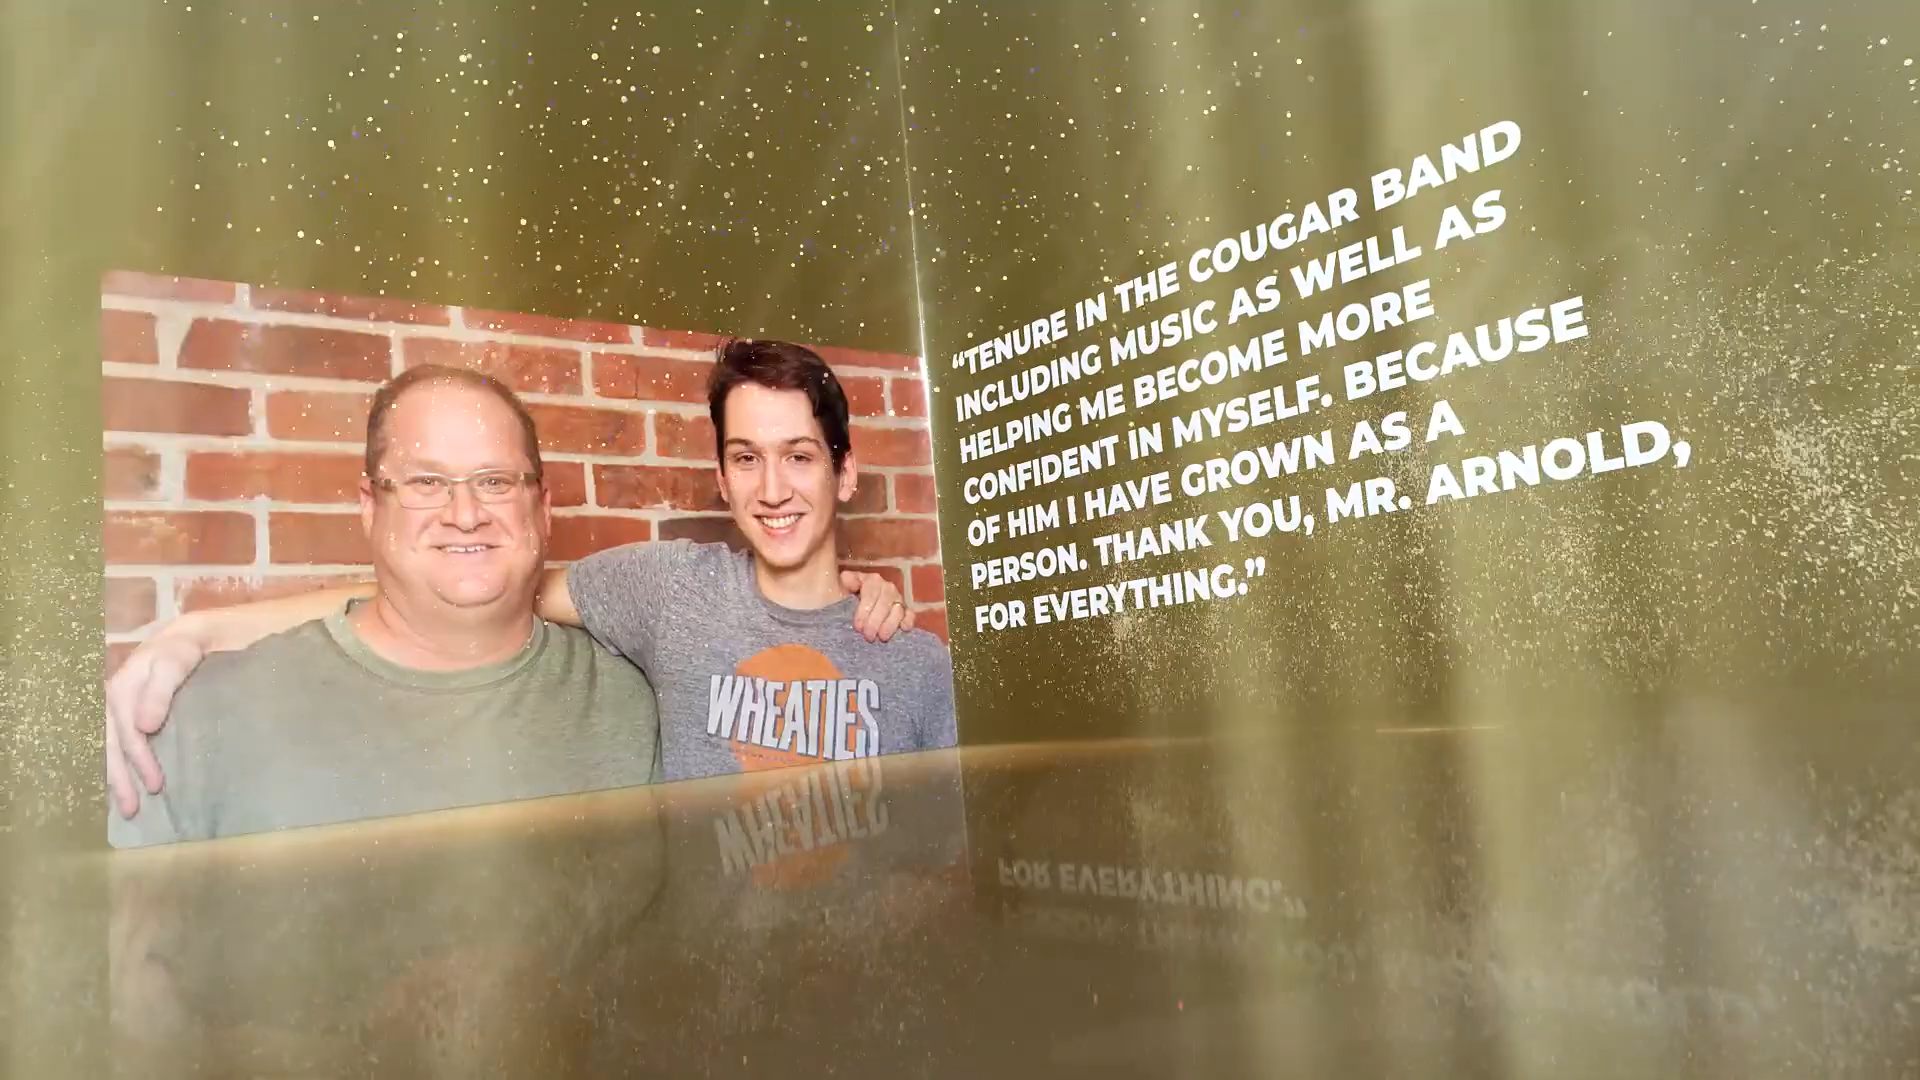 “TENURE IN THE COUGAR BAND
INCLUDING MUSIC AS WELL AS
HELPING ME BECOME MORE
CONFIDENT IN MYSELF. BECAUSE
OF HIM I HAVE GROWN AS A
PERSON. THANK YOU, MR. ARNOLD,
FOR EVERYTHING.”
WHEATIES